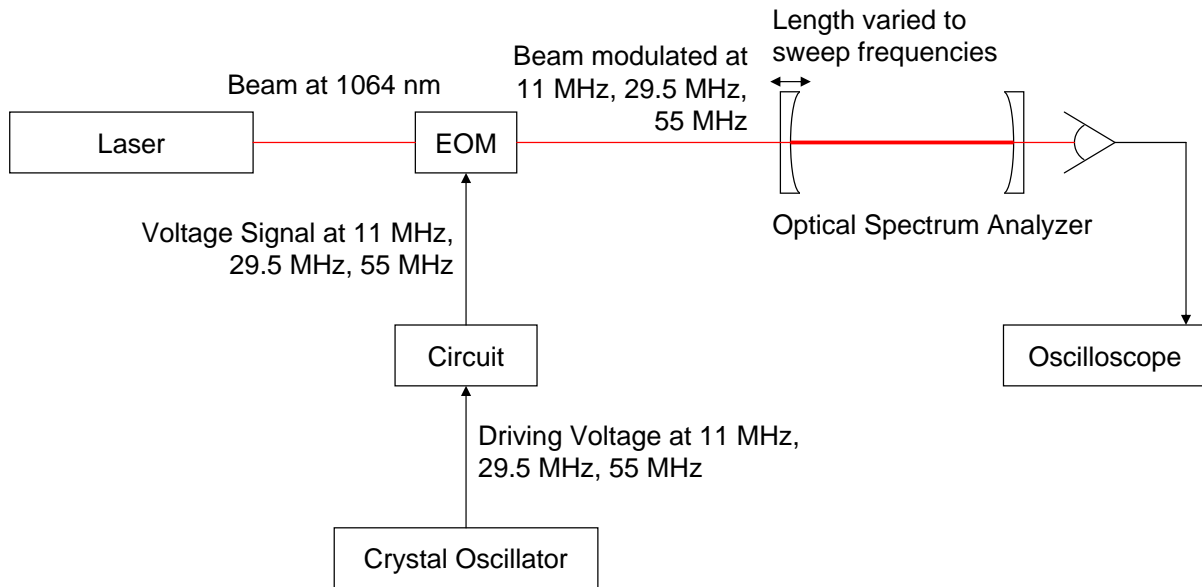 Length varied to
sweep frequencies
Beam modulated at
11 MHz, 29.5 MHz,
55 MHz
Beam at 1064 nm
Laser
EOM
Optical Spectrum Analyzer
Voltage Signal at 11 MHz,
29.5 MHz, 55 MHz
Circuit
Oscilloscope
Driving Voltage at 11 MHz,
29.5 MHz, 55 MHz
Crystal Oscillator